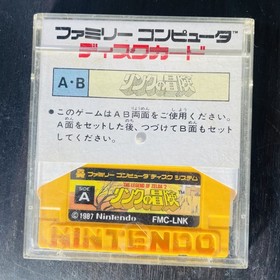 ファミリー コンピュータ™
ディスクカード
A・B リンクの冒険
●このゲームはAB両面をご使用ください。
A面をセットした後、つづけてB面もセット
してください。
ファミリーコンピュータ ディスク システム
SIDE
A
THE LEGEND OF ZELDA 2
リンクの冒険™
©1987 Nintendo FMC-LNK
NINTENDO